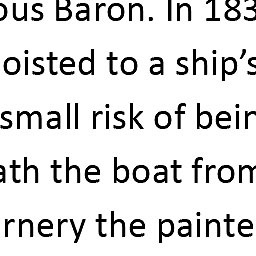 ous Baron. In 183
oisted to a ship's
small risk of bein
ath the boat from
rnery the painte